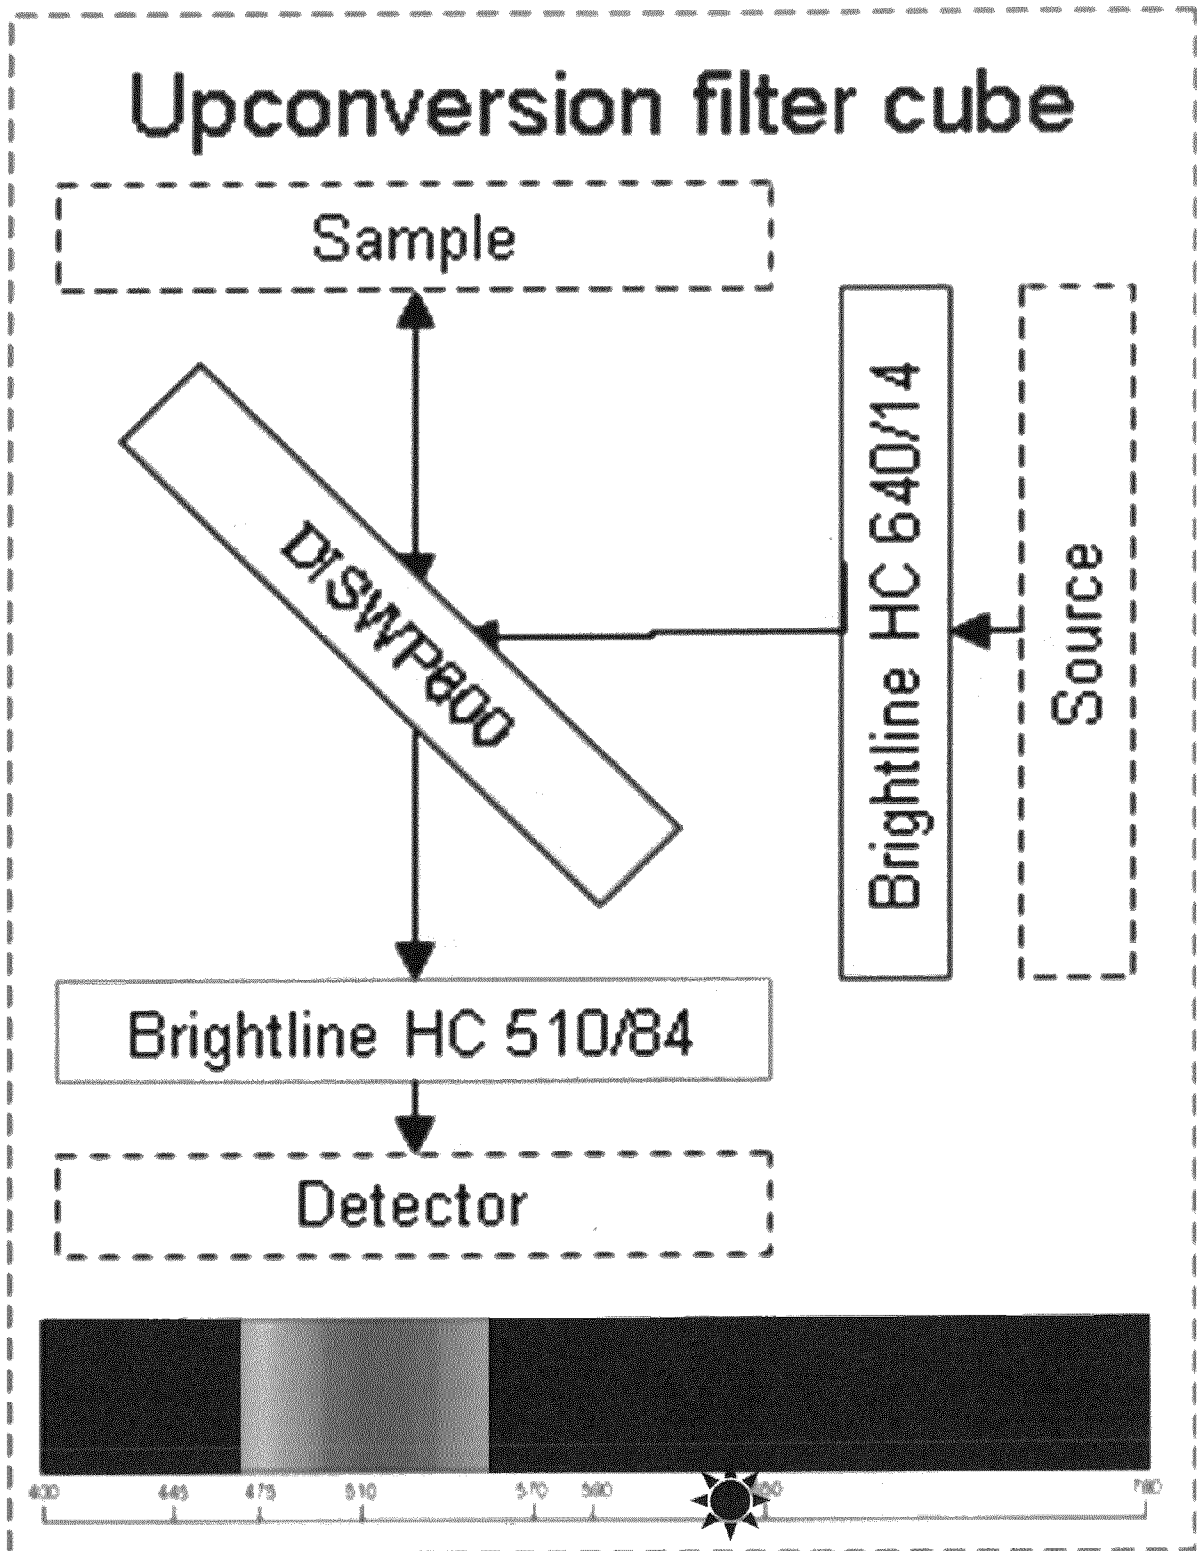 Upconversion filter cube
Sample
Brightline HC 640/14
Source
DISWP600
Brightline HC 510/84
Detector
400 445 475 510 570 590 780